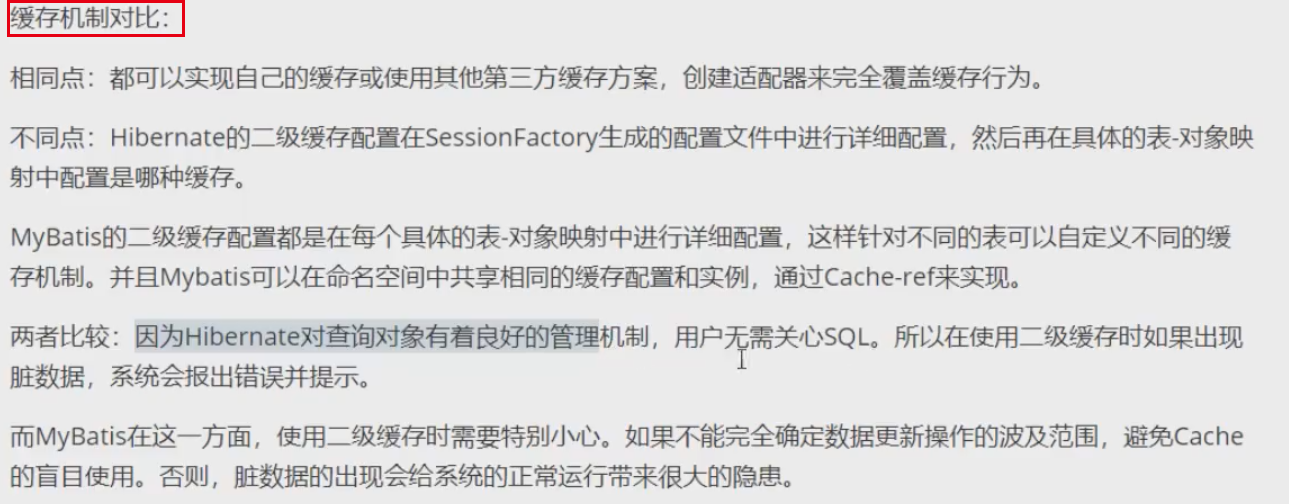 缓存机制对比：
相同点：都可以实现自己的缓存或使用其他第三方缓存方案，创建适配器来完全覆盖缓存行为。
不同点：Hibernate的二级缓存配置在SessionFactory生成的配置文件中进行详细配置，然后再在具体的表-对象映
射中配置是哪种缓存。
MyBatis的二级缓存配置都是在每个具体的表-对象映射中进行详细配置，这样针对不同的表可以自定义不同的缓
存机制。并且Mybatis可以在命名空间中共享相同的缓存配置和实例，通过Cache-ref来实现。
两者比较：因为Hibernate对查询对象有着良好的管理机制，用户无需关心SQL。所以在使用二级缓存时如果出现
脏数据，系统会报出错误并提示。
而MyBatis在这一方面，使用二级缓存时需要特别小心。如果不能完全确定数据更新操作的波及范围，避免Cache
的盲目使用。否则，脏数据的出现会给系统的正常运行带来很大的隐患。